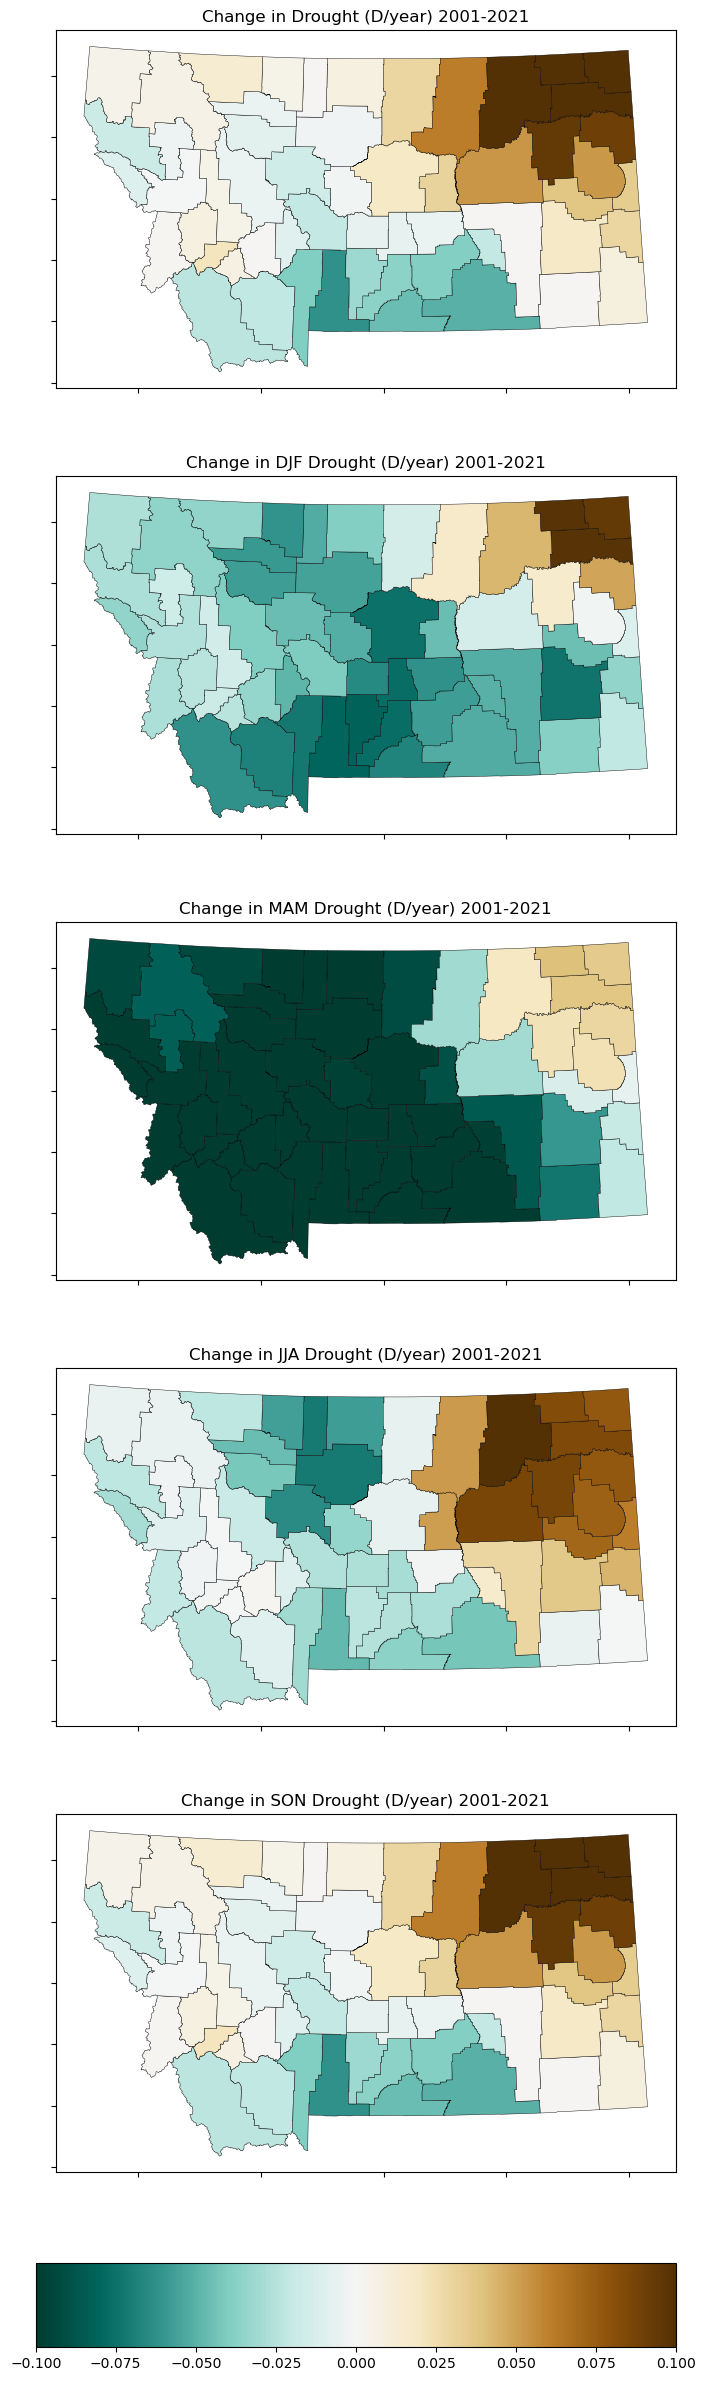 Change in Drought (D/year) 2001-2021
Change in DJF Drought (D/year) 2001-2021
Change in MAM Drought (D/year) 2001-2021
Change in JJA Drought (D/year) 2001-2021
Change in SON Drought (D/year) 2001-2021
−0.100 −0.075 −0.050 −0.025 0.000 0.025 0.050 0.075 0.100